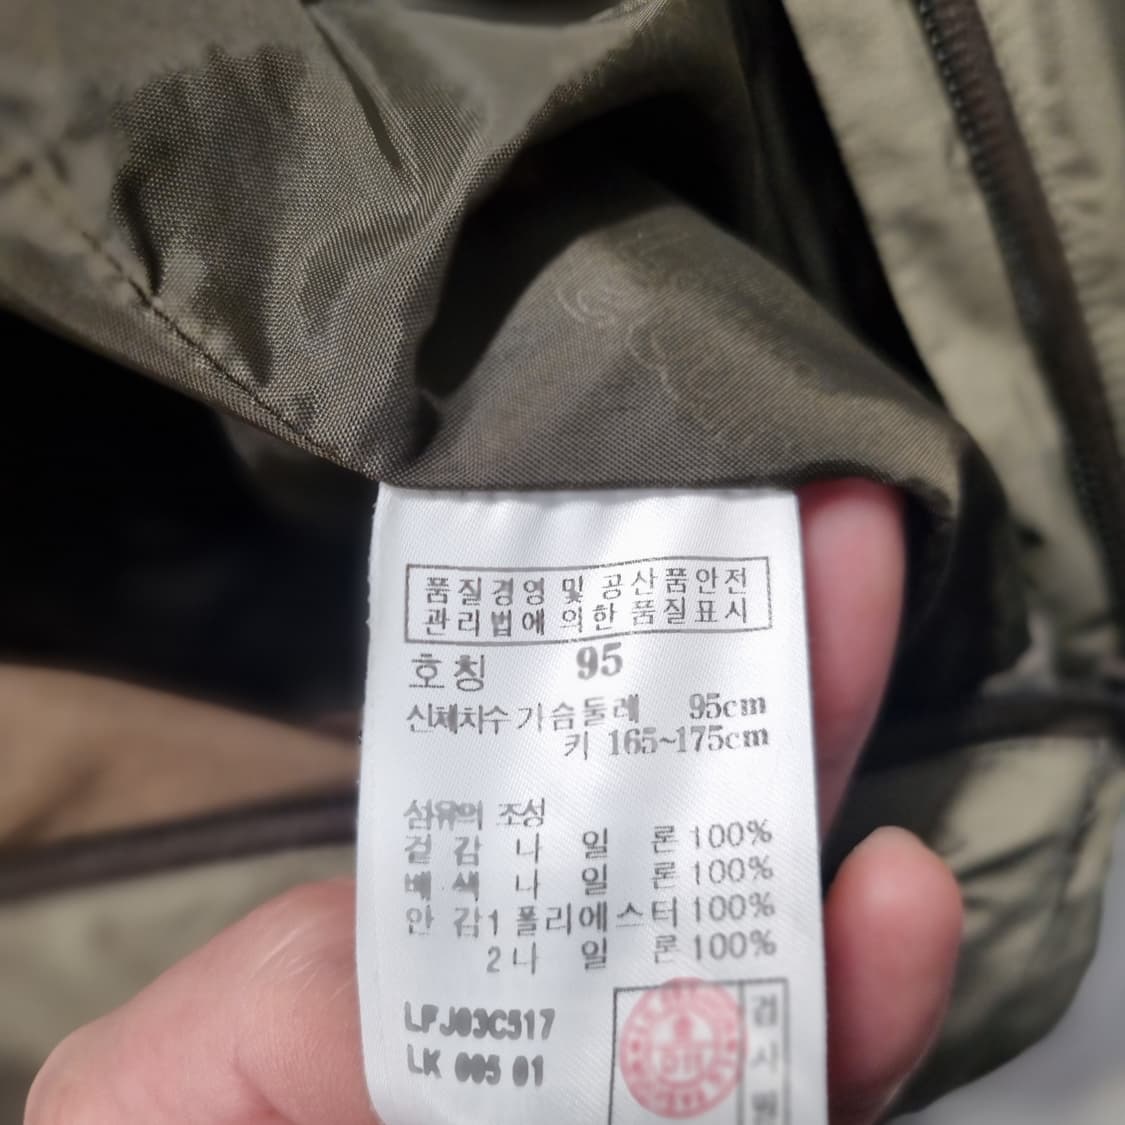 품질경영 및 공산품안전
관리법에 의한 품질표시
호칭 95
신체치수 가슴둘레 95cm
키 165~175cm
섬유의 조성
겉감 나일론 100%
배색 나일론 100%
안감1 폴리에스터 100%
2 나일론 100%
LFJ03C517
LK 005 01
검사원